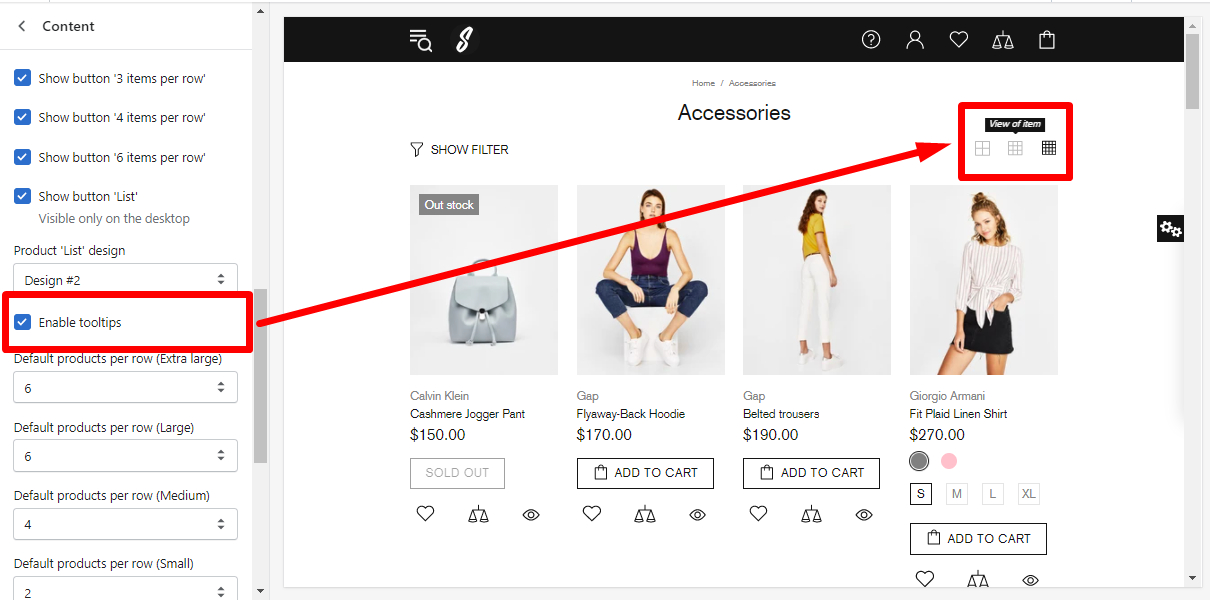 Content
Show button '3 items per row'
Show button '4 items per row'
Show button '6 items per row'
Show button 'List'
Visible only on the desktop
Product 'List' design
Design #2
Enable tooltips
Default products per row (Extra large)
6
Default products per row (Large)
6
Default products per row (Medium)
4
Default products per row (Small)
2
Home / Accessories
Accessories
View of item
SHOW FILTER
Out stock
Calvin Klein
Cashmere Jogger Pant
$150.00
SOLD OUT
Gap
Flyaway-Back Hoodie
$170.00
ADD TO CART
Gap
Belted trousers
$190.00
ADD TO CART
Giorgio Armani
Fit Plaid Linen Shirt
$270.00
S M L XL
ADD TO CART